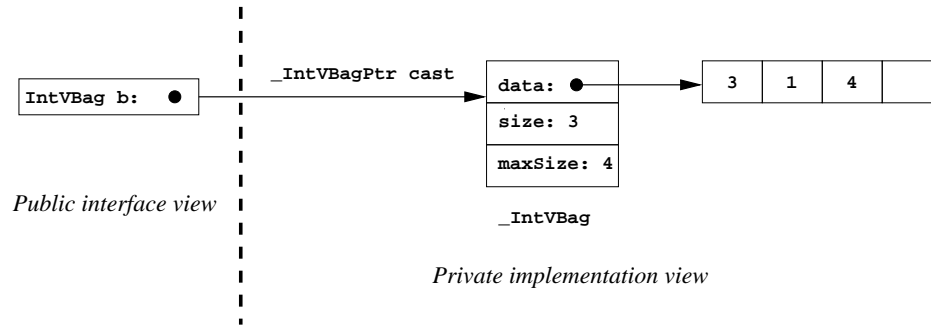 _IntVBagPtr cast
IntVBag b:
data:
3 1 4
size: 3
maxSize: 4
Public interface view
_IntVBag
Private implementation view